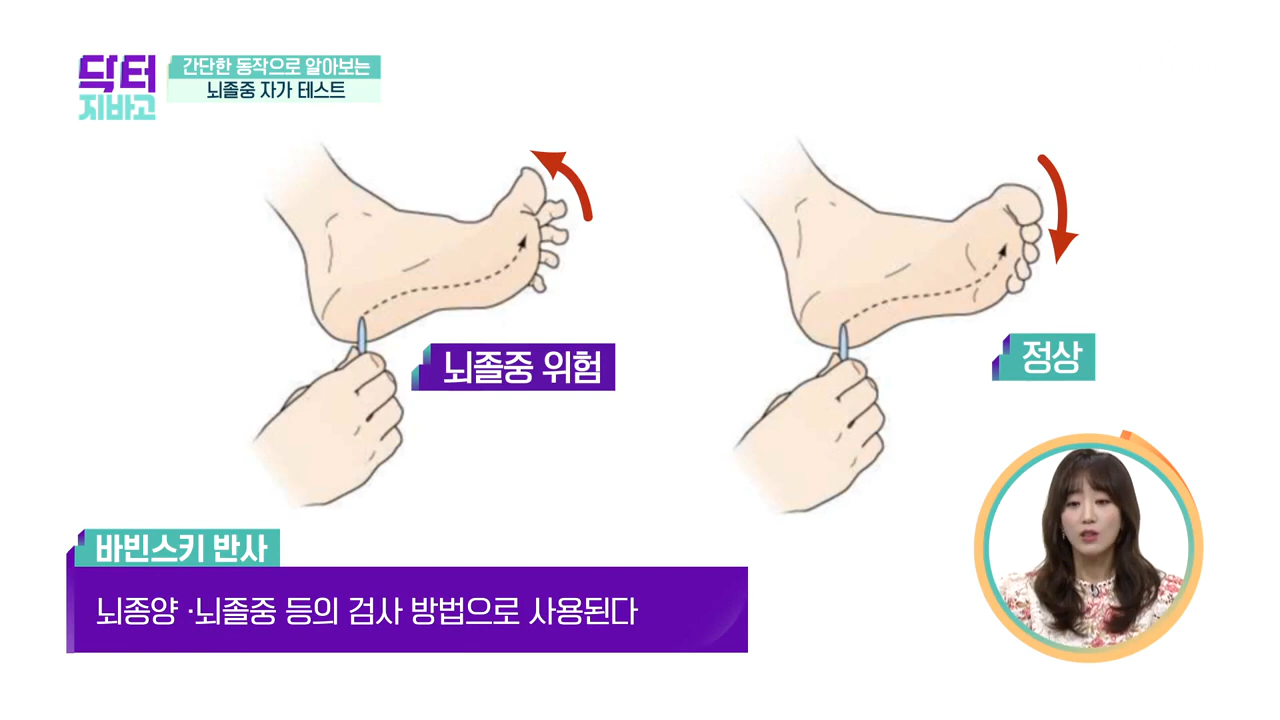 닥터
지바고
간단한 동작으로 알아보는
뇌졸중 자가 테스트
뇌졸중 위험
정상
바빈스키 반사
뇌종양·뇌졸중 등의 검사 방법으로 사용된다